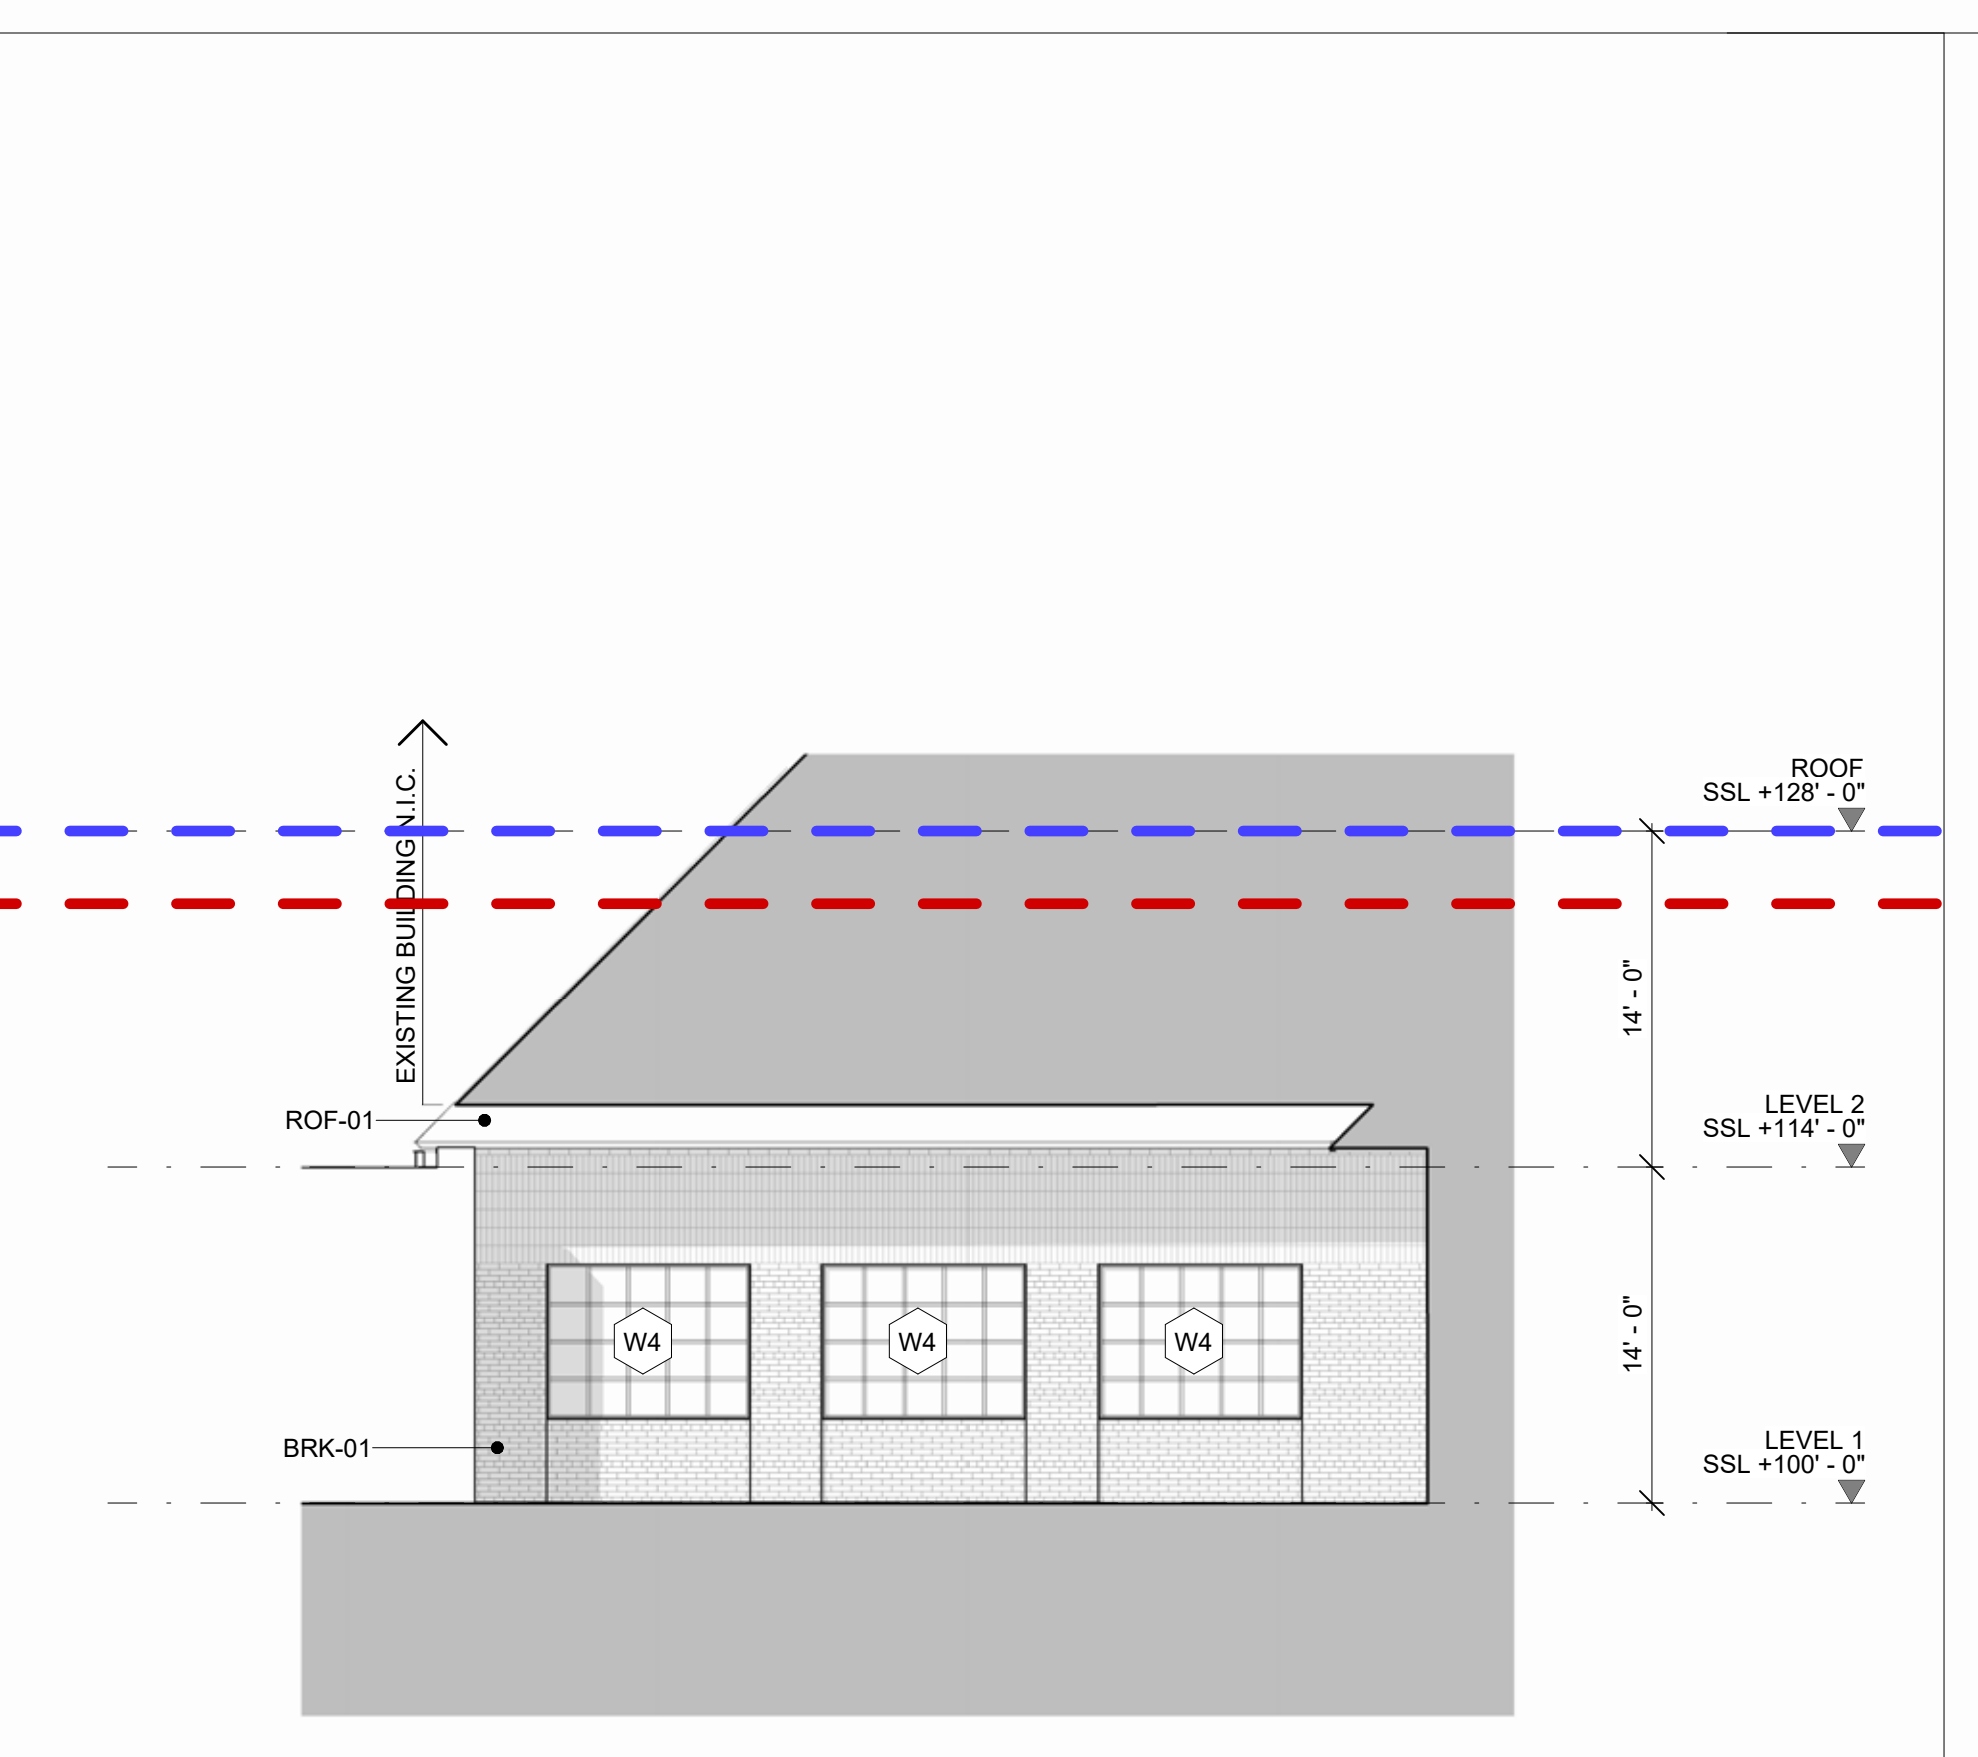 EXISTING BUILDING N.I.C.
ROOF
SSL +128' - 0"
14' - 0"
ROF-01
LEVEL 2
SSL +114' - 0"
W4
W4
W4
14' - 0"
BRK-01
LEVEL 1
SSL +100' - 0"